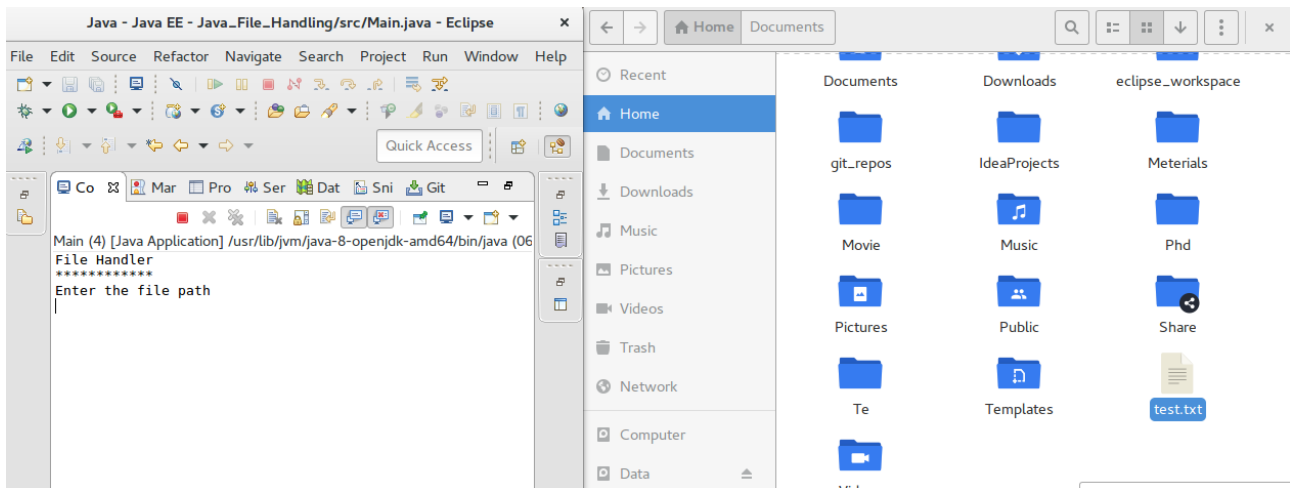 Java - Java EE - Java_File_Handling/src/Main.java - Eclipse
File Edit Source Refactor Navigate Search Project Run Window Help
Quick Access
Co Mar Pro Ser Dat Sni Git
Main (4) [Java Application] /usr/lib/jvm/java-8-openjdk-amd64/bin/java (06
File Handler
************
Enter the file path
Home Documents
Recent
Home
Documents
Downloads
Music
Pictures
Videos
Trash
Network
Computer
Data
Documents Downloads eclipse_workspace
git_repos IdeaProjects Meterials
Movie Music Phd
Pictures Public Share
Te Templates test.txt